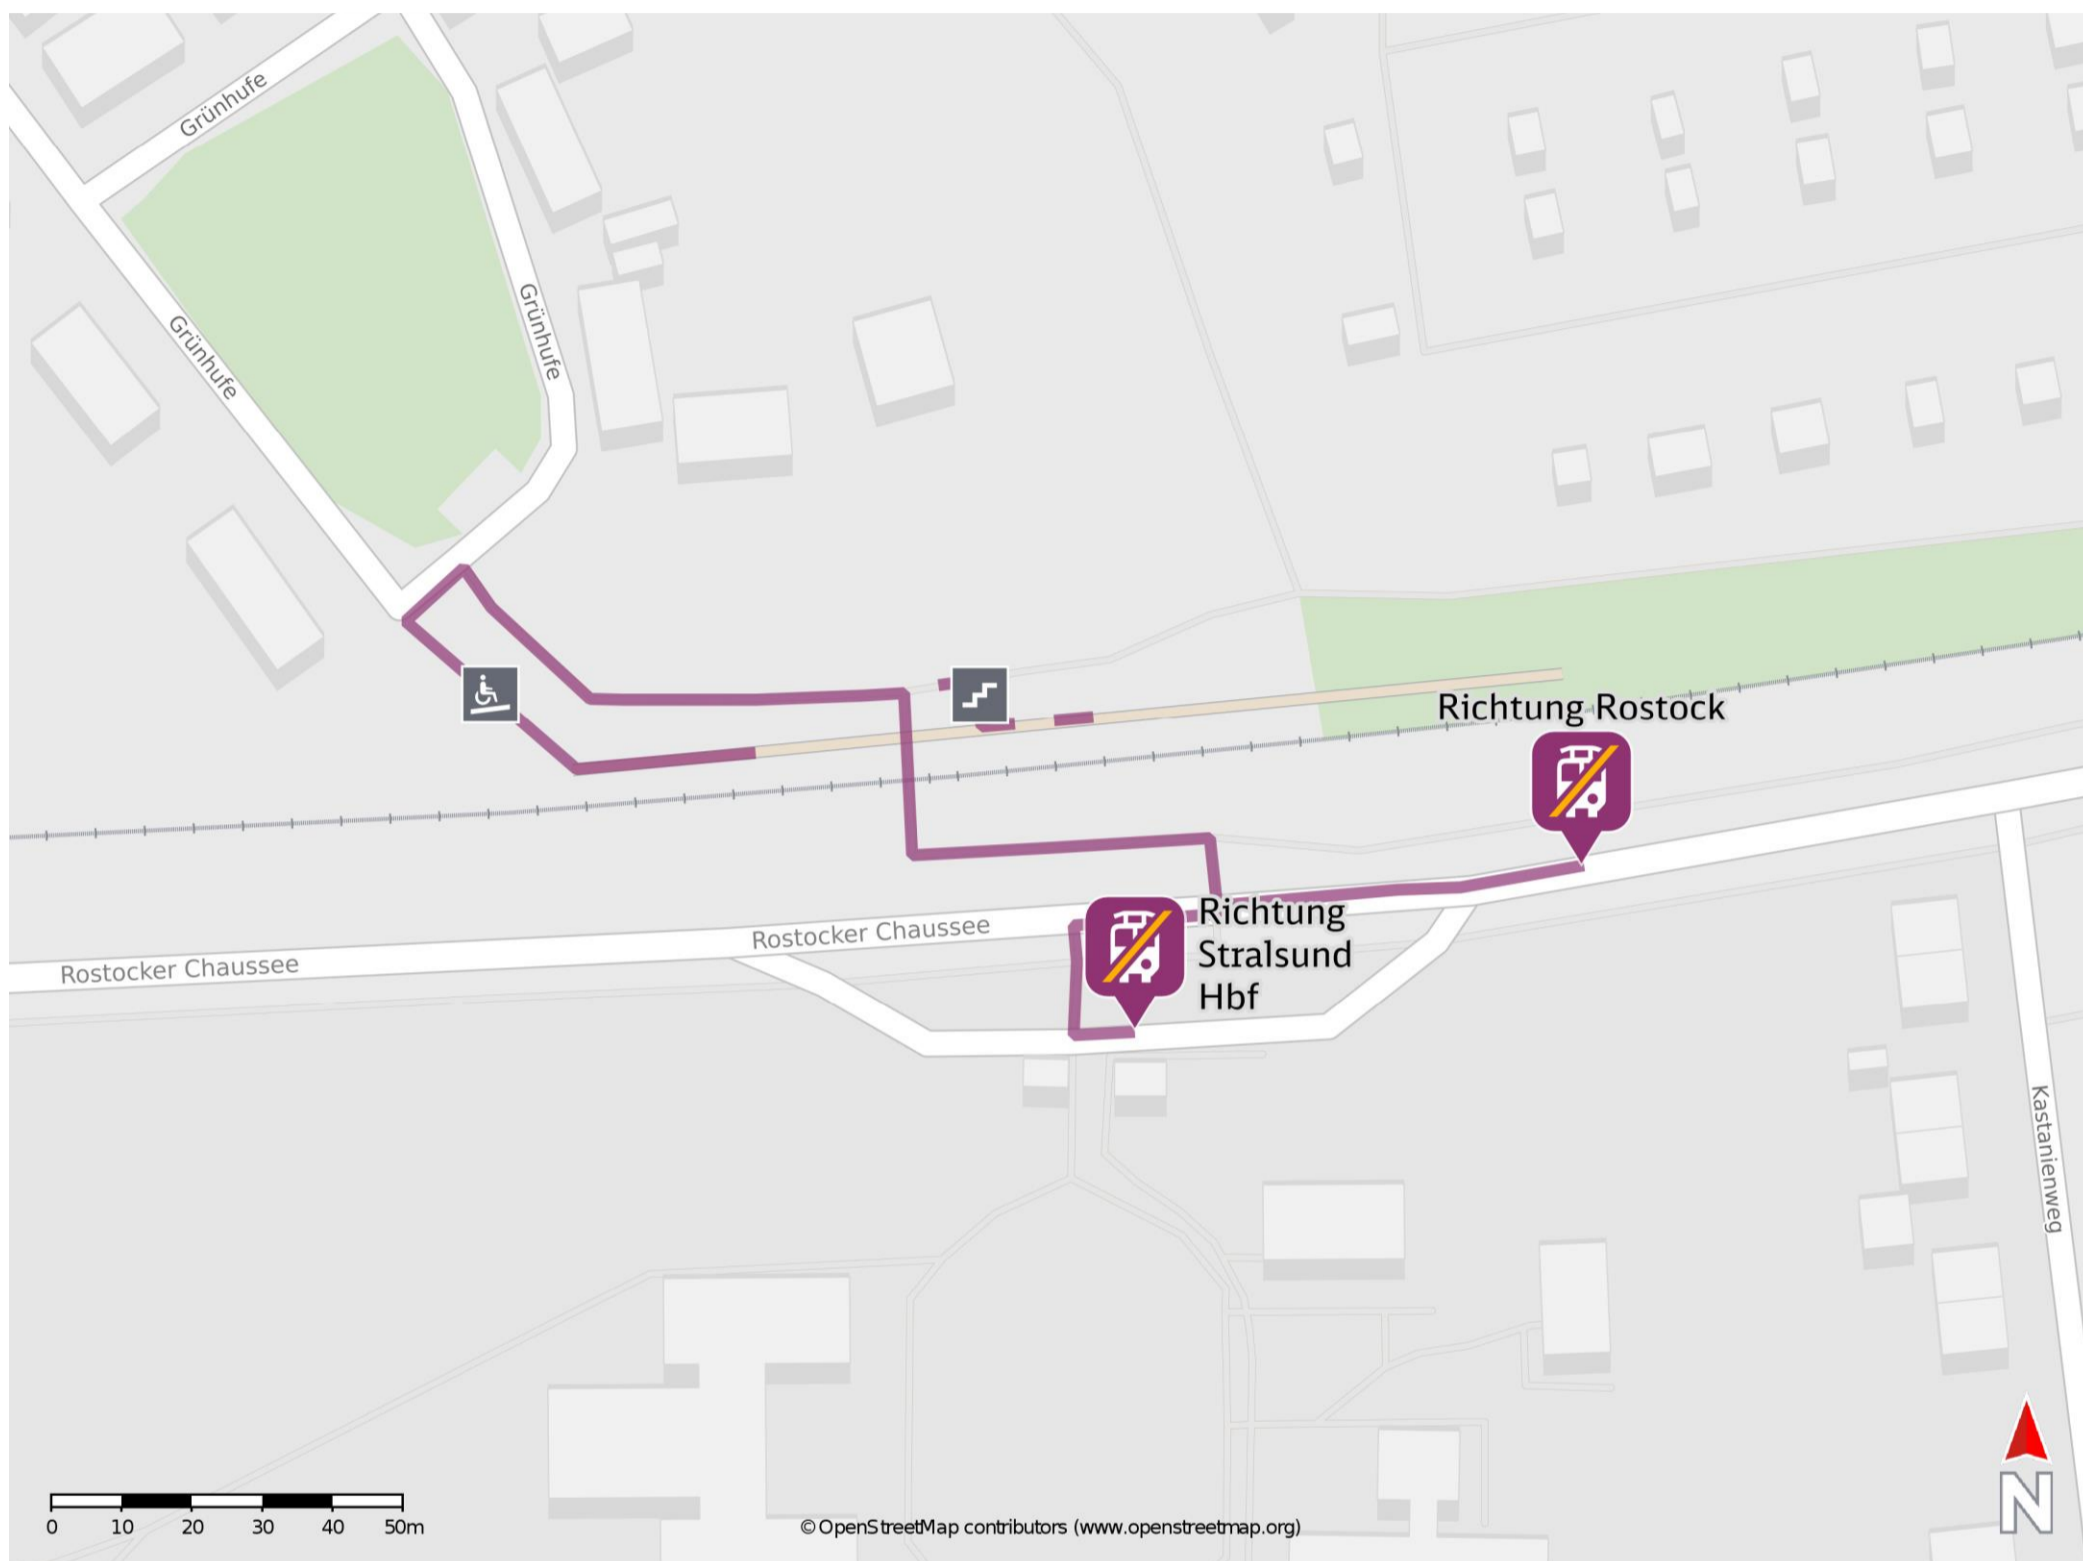 Grünhufe
Grünhufe
Grünhufe
Richtung Rostock
Richtung
Stralsund
Hbf
Rostocker Chaussee
Rostocker Chaussee
Kastanienweg
0 10 20 30 40 50m
© OpenStreetMap contributors (www.openstreetmap.org)
N